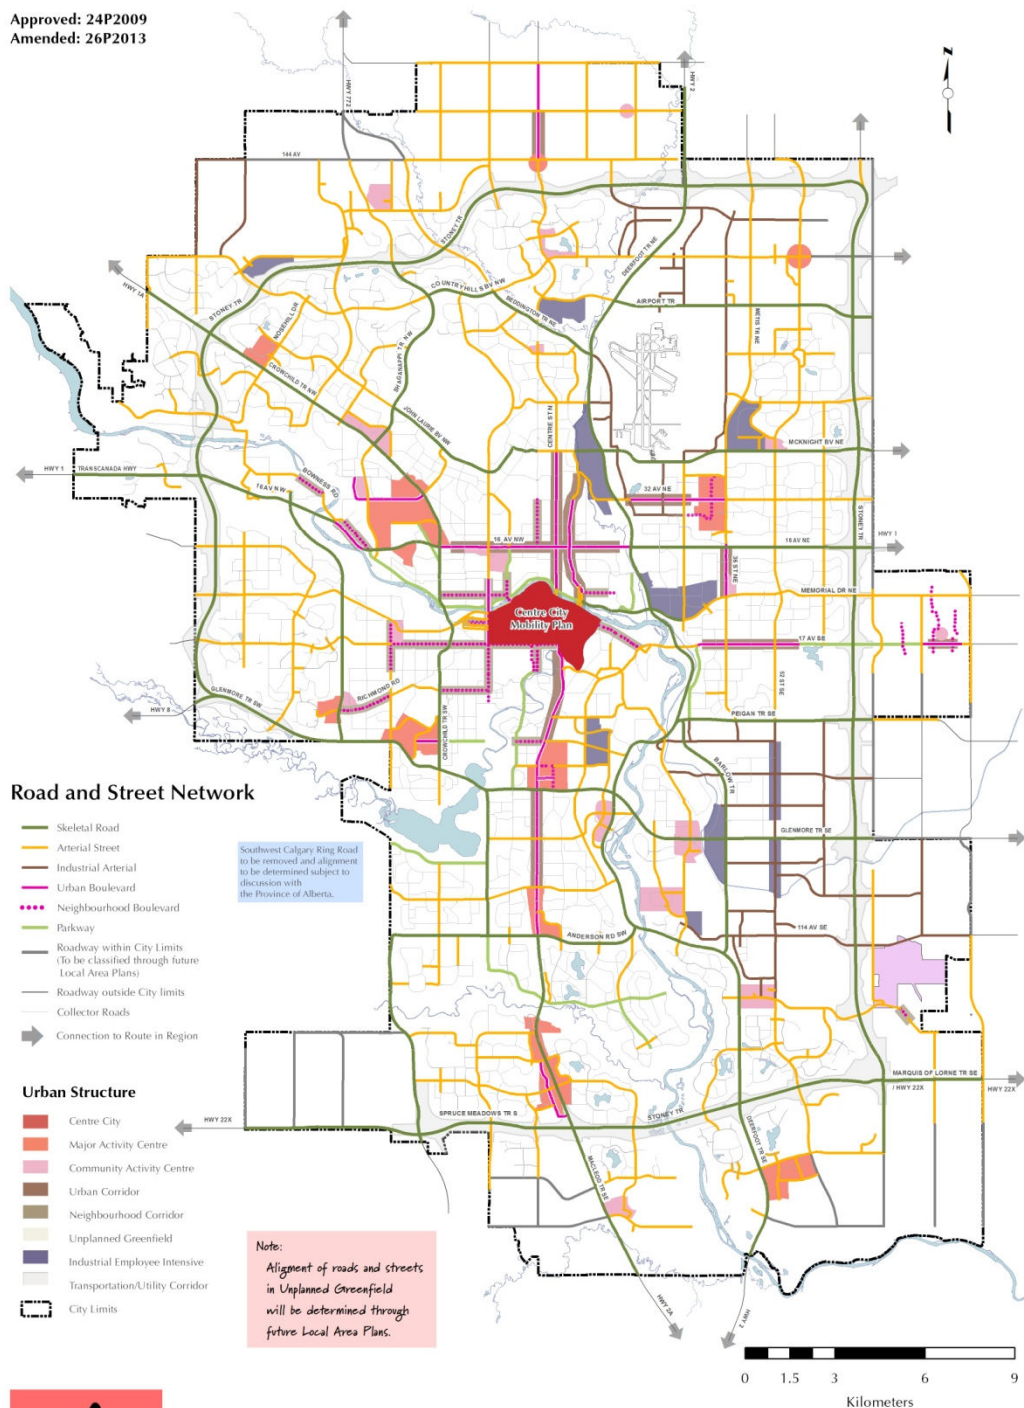 Approved: 24P2009
Amended: 26P2013
N
HWY 772
HWY 2
144 AV
STONEY TR
DEERFOOT TR NE
HWY 1A
COUNTRY HILLS BV NW
BEDDINGTON TR NE
AIRPORT TR
STONEY TR
NOSEHILL DR
METIS TR NE
SHAGANAPPI TR NW
CROWCHILD TR NW
JOHN LAURIE BV NW
CENTRE ST N
MCKNIGHT BV NE
HWY 1
TRANSCANADA HWY
BOWNESS RD
16 AV NW
32 AV NE
STONEY TR
16 AV NW
16 AV NE
HWY 1
36 ST NE
MEMORIAL DR NE
Centre City
Mobility Plan
17 AV SE
52 ST SE
RICHMOND RD
GLENMORE TR SW
HWY 8
CROWCHILD TR SW
PEIGAN TR SE
BARLOW TR
GLENMORE TR SE
Road and Street Network
Skeletal Road
Arterial Street
Industrial Arterial
Urban Boulevard
Neighbourhood Boulevard
Parkway
Roadway within City Limits
(To be classified through future
Local Area Plans)
Roadway outside City limits
Collector Roads
Connection to Route in Region
Southwest Calgary Ring Road
to be removed and alignment
to be determined subject to
discussion with
the Province of Alberta.
ANDERSON RD SW
114 AV SE
MARQUIS OF LORNE TR SE
/ HWY 22X
HWY 22X
Urban Structure
Centre City
Major Activity Centre
Community Activity Centre
Urban Corridor
Neighbourhood Corridor
Unplanned Greenfield
Industrial Employee Intensive
Transportation/Utility Corridor
City Limits
HWY 22X
SPRUCE MEADOWS TR S
STONEY TR
DEERFOOT TR SE
MACLEOD TR SE
Note:
Aligment of roads and streets
in Unplanned Greenfield
will be determined through
future Local Area Plans.
HWY 2A
HWY 2
0 1.5 3 6 9
Kilometers